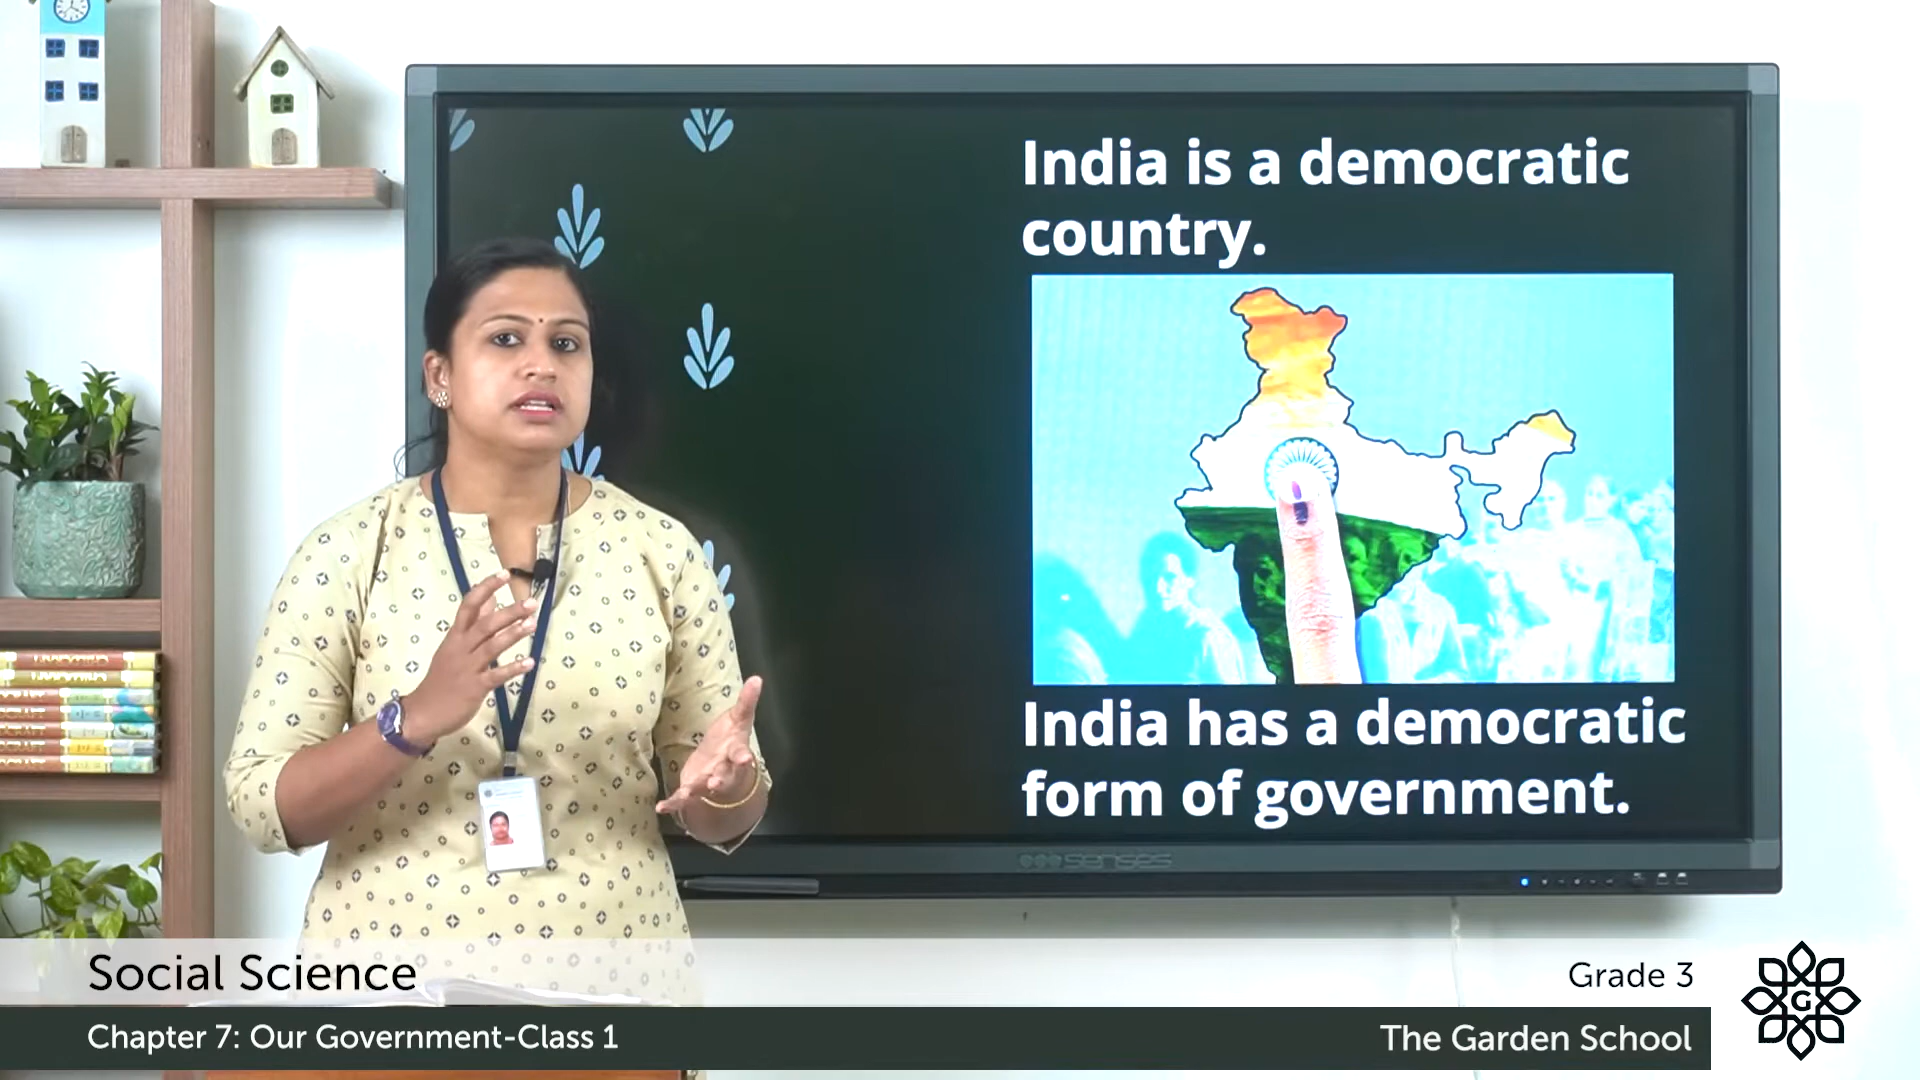 India is a democratic
country.
India has a democratic
form of government.
senses
Social Science
Grade 3
Chapter 7: Our Government-Class 1
The Garden School
G